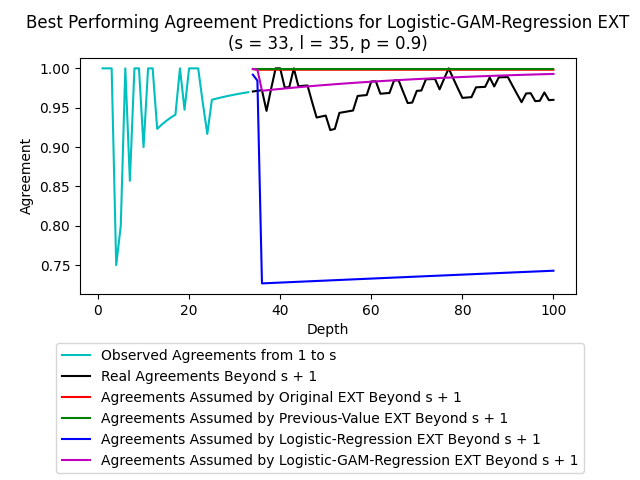 Best Performing Agreement Predictions for Logistic-GAM-Regression EXT
(s = 33, l = 35, p = 0.9)
1.00
0.95
0.90
0.85
0.80
0.75
Agreement
0 20 40 60 80 100
Depth
Observed Agreements from 1 to s
Real Agreements Beyond s + 1
Agreements Assumed by Original EXT Beyond s + 1
Agreements Assumed by Previous-Value EXT Beyond s + 1
Agreements Assumed by Logistic-Regression EXT Beyond s + 1
Agreements Assumed by Logistic-GAM-Regression EXT Beyond s + 1